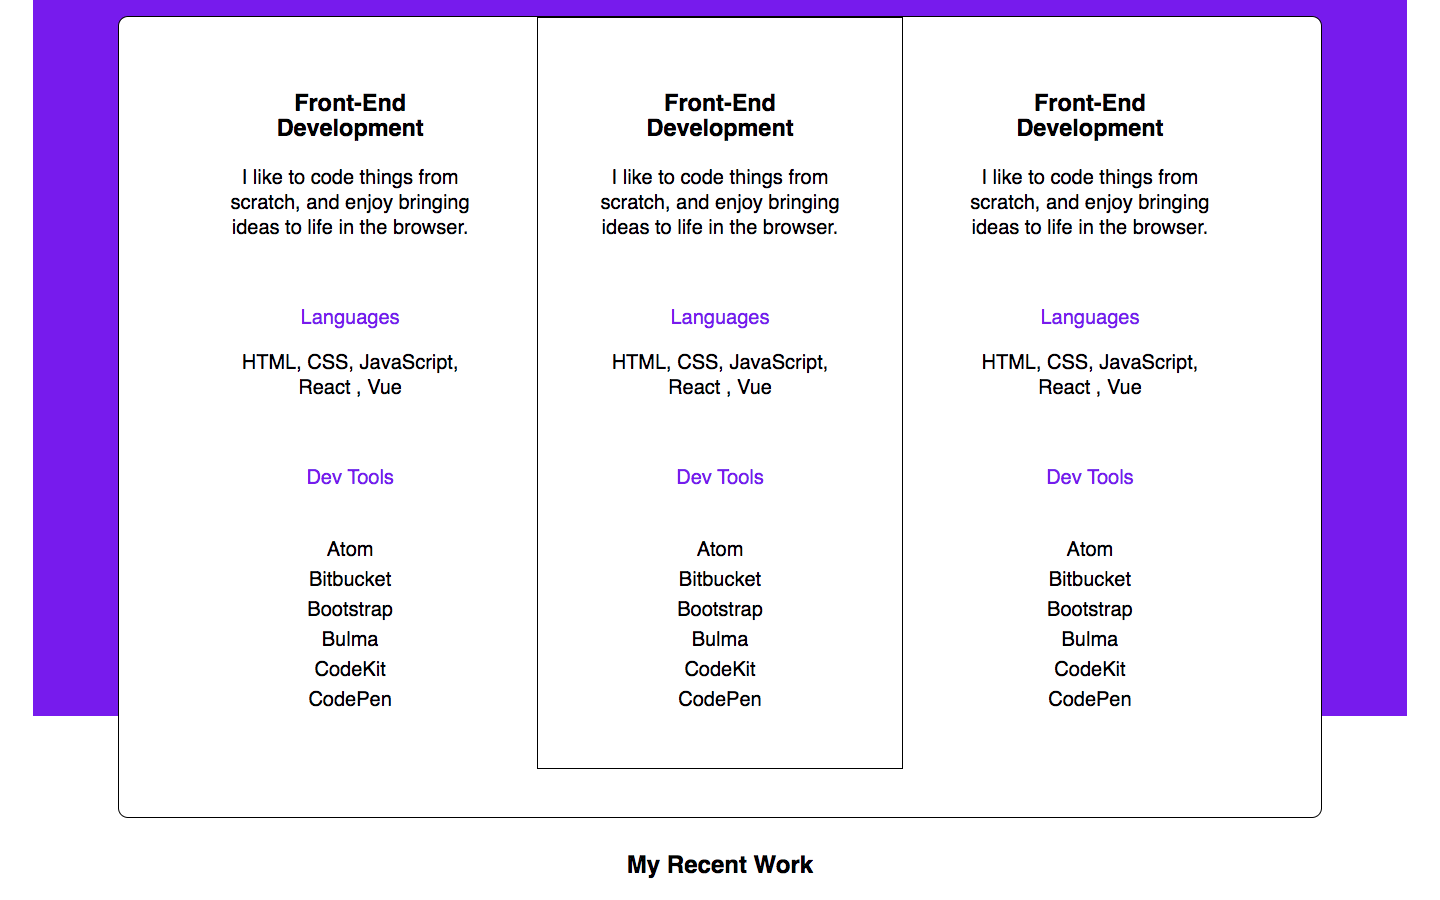 Front-End
Development
I like to code things from
scratch, and enjoy bringing
ideas to life in the browser.
Languages
HTML, CSS, JavaScript,
React , Vue
Dev Tools
Atom
Bitbucket
Bootstrap
Bulma
CodeKit
CodePen
Front-End
Development
I like to code things from
scratch, and enjoy bringing
ideas to life in the browser.
Languages
HTML, CSS, JavaScript,
React , Vue
Dev Tools
Atom
Bitbucket
Bootstrap
Bulma
CodeKit
CodePen
Front-End
Development
I like to code things from
scratch, and enjoy bringing
ideas to life in the browser.
Languages
HTML, CSS, JavaScript,
React , Vue
Dev Tools
Atom
Bitbucket
Bootstrap
Bulma
CodeKit
CodePen
My Recent Work